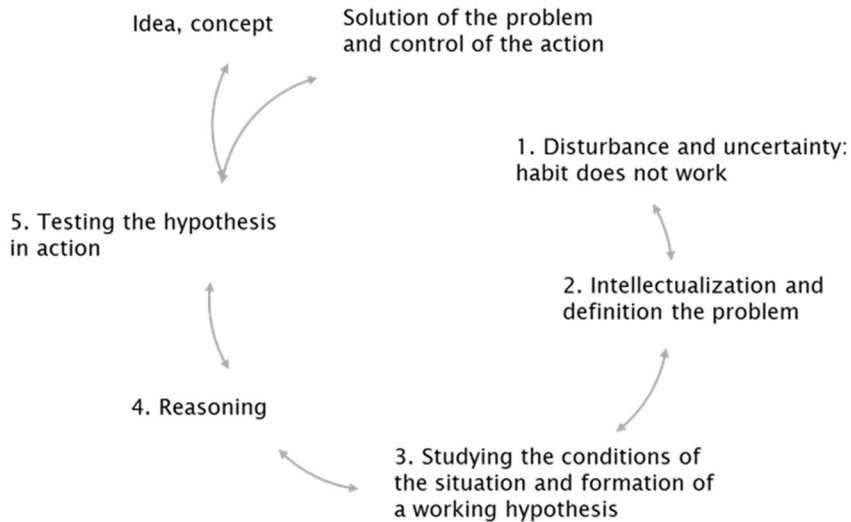 Idea, concept
Solution of the problem
and control of the action
1. Disturbance and uncertainty:
habit does not work
2. Intellectualization and
definition the problem
3. Studying the conditions of
the situation and formation of
a working hypothesis
4. Reasoning
5. Testing the hypothesis
in action